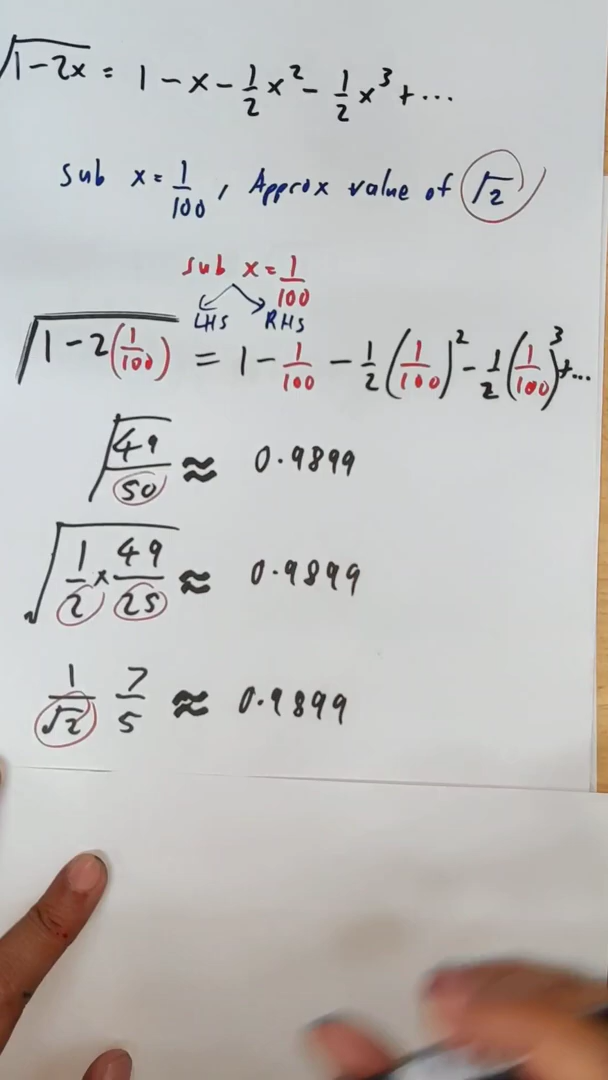 √(1-2x) = 1 - x - 1/2 x² - 1/2 x³ + ...
Sub x = 1/100, Approx value of √2
Sub x = 1/100
LHS RHS
√(1-2(1/100)) = 1 - 1/100 - 1/2 (1/100)² - 1/2 (1/100)³ + ...
√(49/50) ≈ 0.9899
√(1/2 × 49/25) ≈ 0.9899
1/√2 7/5 ≈ 0.9899